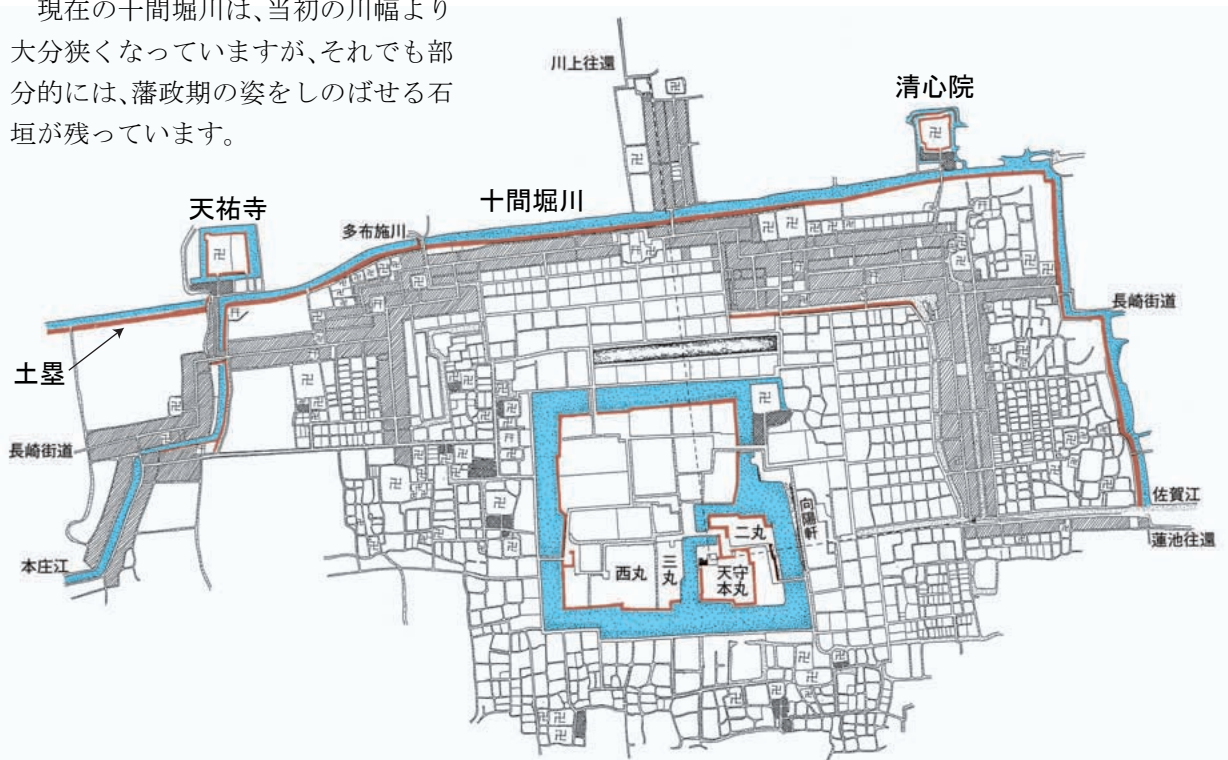 現在の十間堀川は、当初の川幅より
大分狭くなっていますが、それでも部
分的には、藩政期の姿をしのばせる石
垣が残っています。
川上往還
清心院
天祐寺
十間堀川
多布施川
長崎街道
土塁
長崎街道
佐賀江
向陽軒
蓮池往還
二丸
西丸
三丸
天守
本丸
本庄江